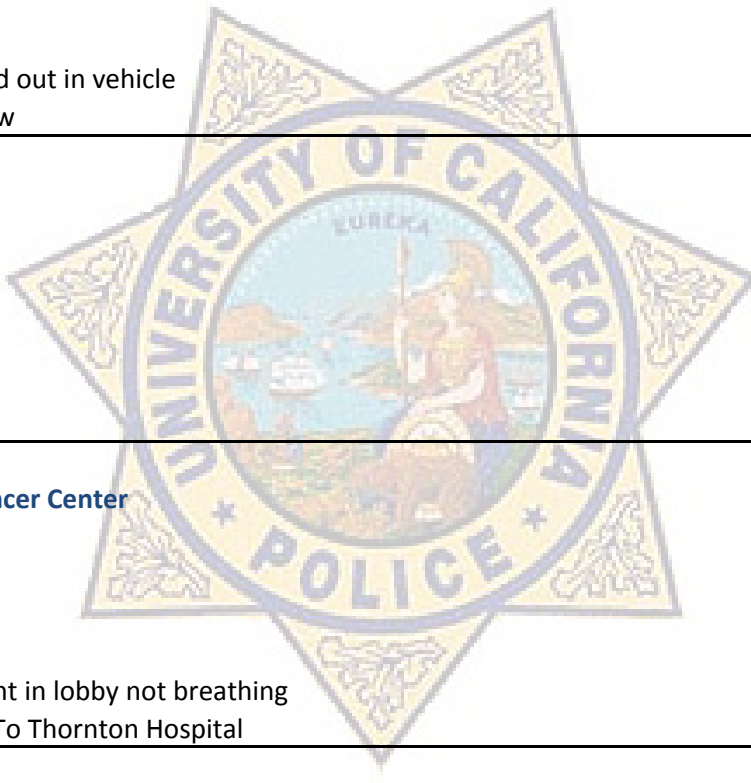 d out in vehicle
w
UNIVERSITY OF CALIFORNIA
EUREKA
ncer Center
* POLICE *
nt in lobby not breathing
To Thornton Hospital